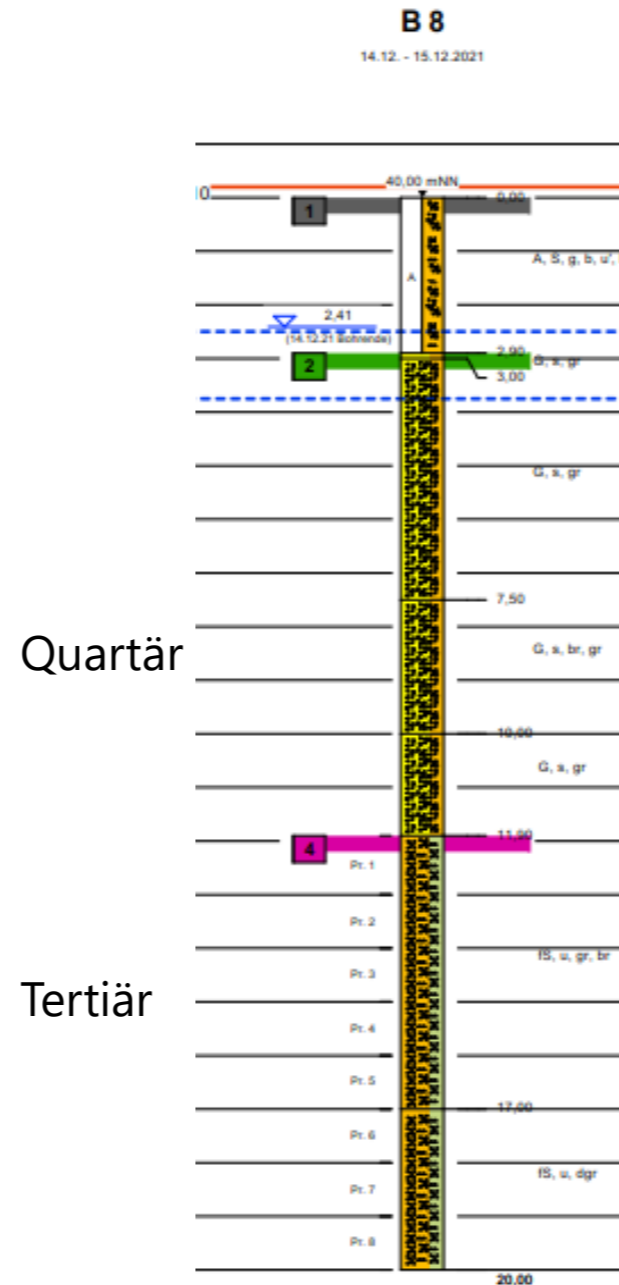 B 8
14.12. - 15.12.2021
40,00 mNN
0,00
1
A, S, g, b, u',
A
2,41
(14.12.21 Bohrende)
2,90
2
G, s, gr
3,00
G, s, gr
7,50
Quartär
G, s, br, gr
10,00
G, s, gr
11,90
4
Pr. 1
Pr. 2
fS, u, gr, br
Pr. 3
Tertiär
Pr. 4
Pr. 5
17,00
Pr. 6
fS, u, dgr
Pr. 7
Pr. 8
20.00